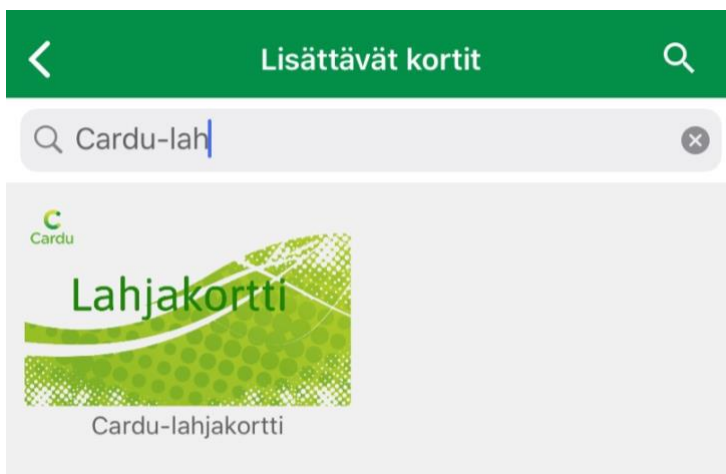 Lisättävät kortit
Cardu-lah
C
Cardu
Lahjakortti
Cardu-lahjakortti